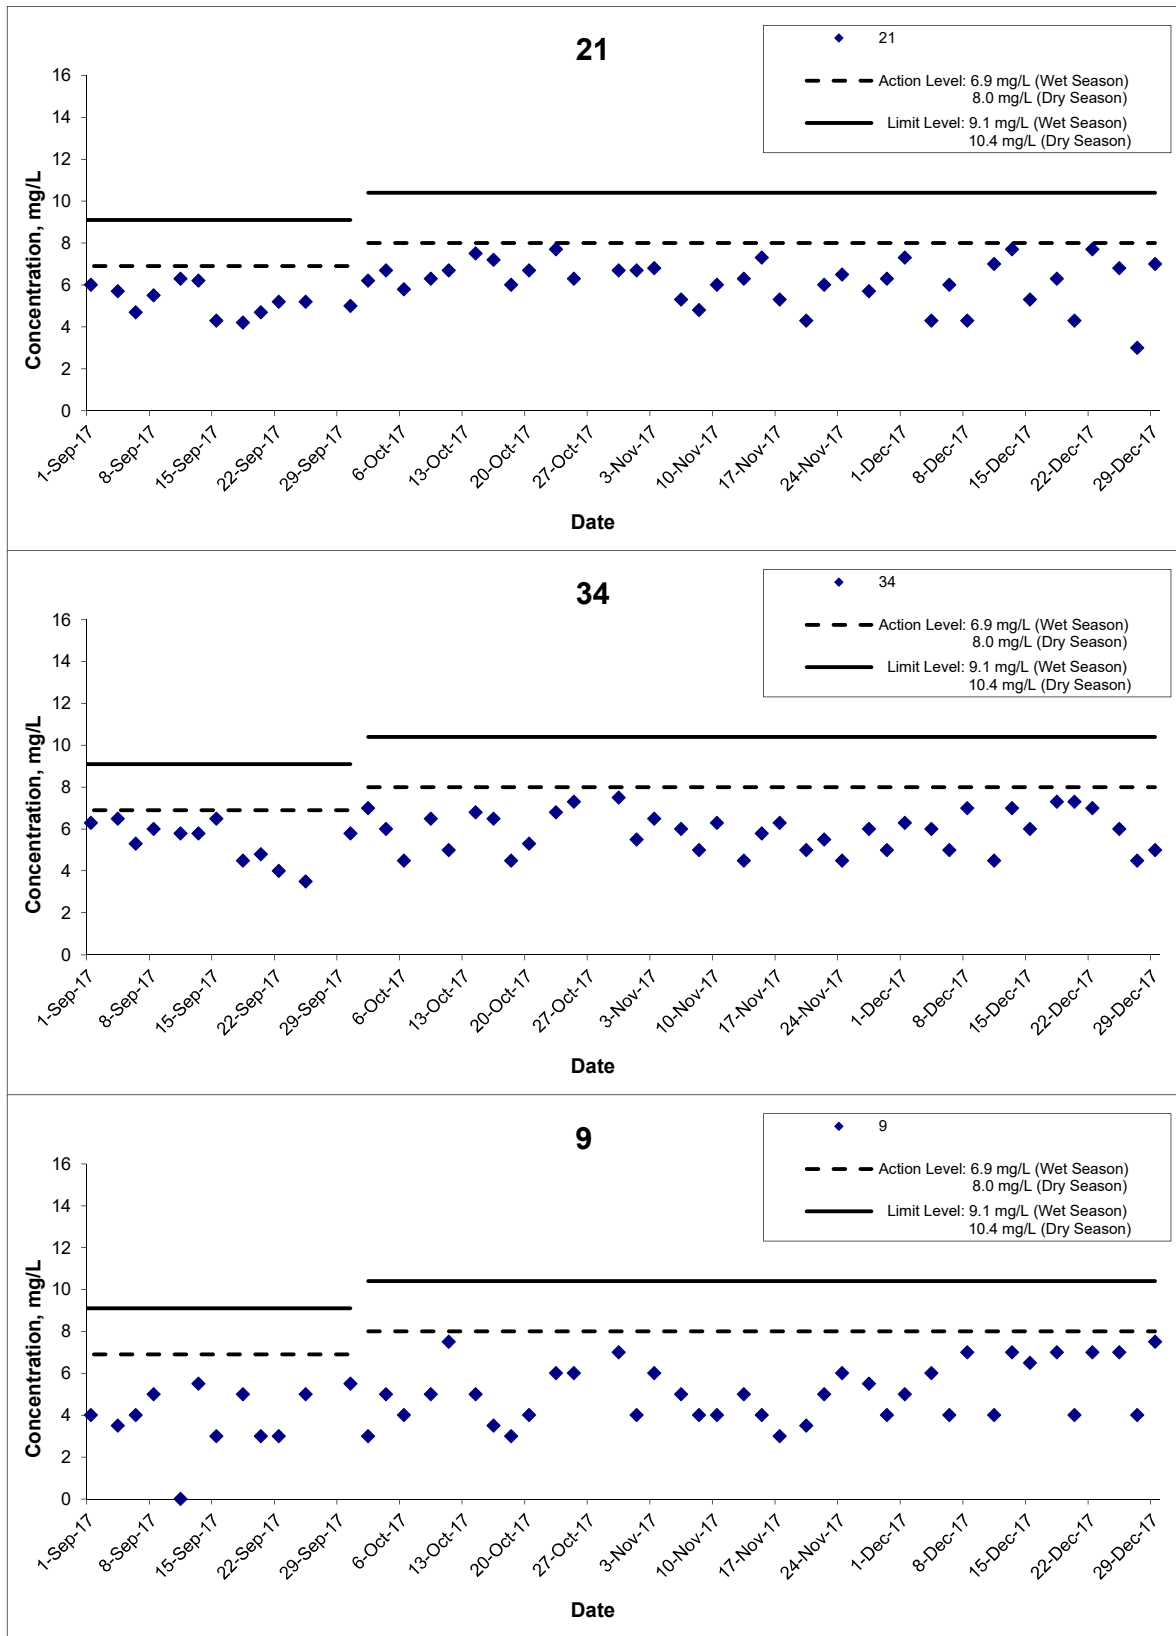 21
21
Action Level: 6.9 mg/L (Wet Season)
8.0 mg/L (Dry Season)
Limit Level: 9.1 mg/L (Wet Season)
10.4 mg/L (Dry Season)
Concentration, mg/L
16
14
12
10
8
6
4
2
0
1-Sep-17
8-Sep-17
15-Sep-17
22-Sep-17
29-Sep-17
6-Oct-17
13-Oct-17
20-Oct-17
27-Oct-17
3-Nov-17
10-Nov-17
17-Nov-17
24-Nov-17
1-Dec-17
8-Dec-17
15-Dec-17
22-Dec-17
29-Dec-17
Date
34
34
Action Level: 6.9 mg/L (Wet Season)
8.0 mg/L (Dry Season)
Limit Level: 9.1 mg/L (Wet Season)
10.4 mg/L (Dry Season)
Concentration, mg/L
16
14
12
10
8
6
4
2
0
1-Sep-17
8-Sep-17
15-Sep-17
22-Sep-17
29-Sep-17
6-Oct-17
13-Oct-17
20-Oct-17
27-Oct-17
3-Nov-17
10-Nov-17
17-Nov-17
24-Nov-17
1-Dec-17
8-Dec-17
15-Dec-17
22-Dec-17
29-Dec-17
Date
9
9
Action Level: 6.9 mg/L (Wet Season)
8.0 mg/L (Dry Season)
Limit Level: 9.1 mg/L (Wet Season)
10.4 mg/L (Dry Season)
Concentration, mg/L
16
14
12
10
8
6
4
2
0
1-Sep-17
8-Sep-17
15-Sep-17
22-Sep-17
29-Sep-17
6-Oct-17
13-Oct-17
20-Oct-17
27-Oct-17
3-Nov-17
10-Nov-17
17-Nov-17
24-Nov-17
1-Dec-17
8-Dec-17
15-Dec-17
22-Dec-17
29-Dec-17
Date